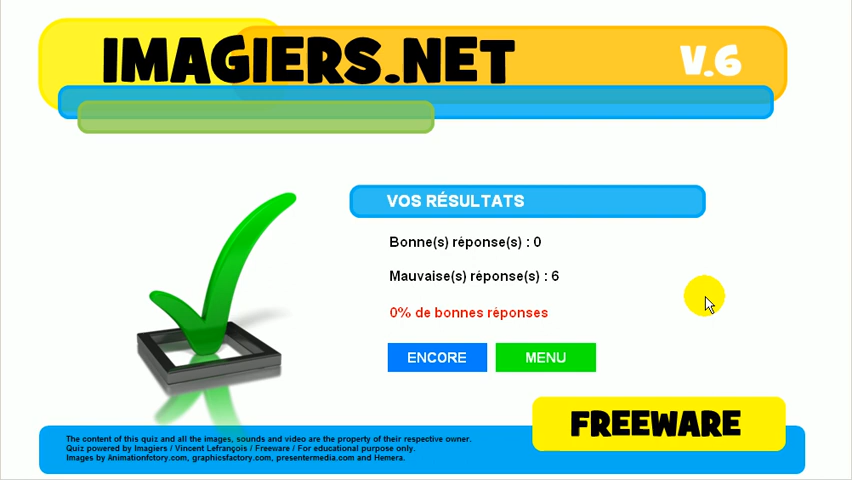 IMAGIERS.NET
V.6
VOS RÉSULTATS
Bonne(s) réponse(s) : 0
Mauvaise(s) réponse(s) : 6
0% de bonnes réponses
ENCORE
MENU
FREEWARE
The content of this quiz and all the images, sounds and video are the property of their respective owner.
Quiz powered by Imagiers / Vincent Lefrançois / Freeware / For educational purpose only.
Images by Animationfctory.com, graphicsfactory.com, presentermedia.com and Hemera.